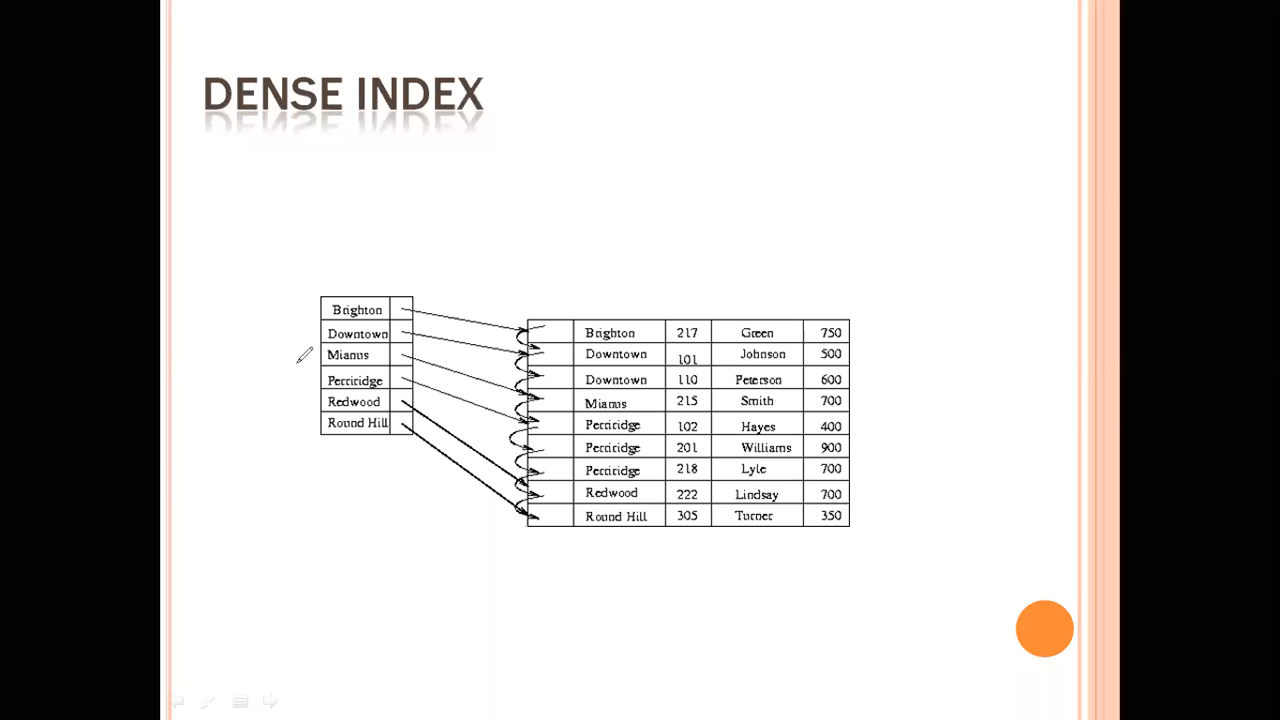 DENSE INDEX
Brighton
Downtown
Mianus
Perriridge
Redwood
Round Hill
Brighton 217 Green 750
Downtown 101 Johnson 500
Downtown 110 Peterson 600
Mianus 215 Smith 700
Perriridge 102 Hayes 400
Perriridge 201 Williams 900
Perriridge 218 Lyle 700
Redwood 222 Lindsay 700
Round Hill 305 Turner 350